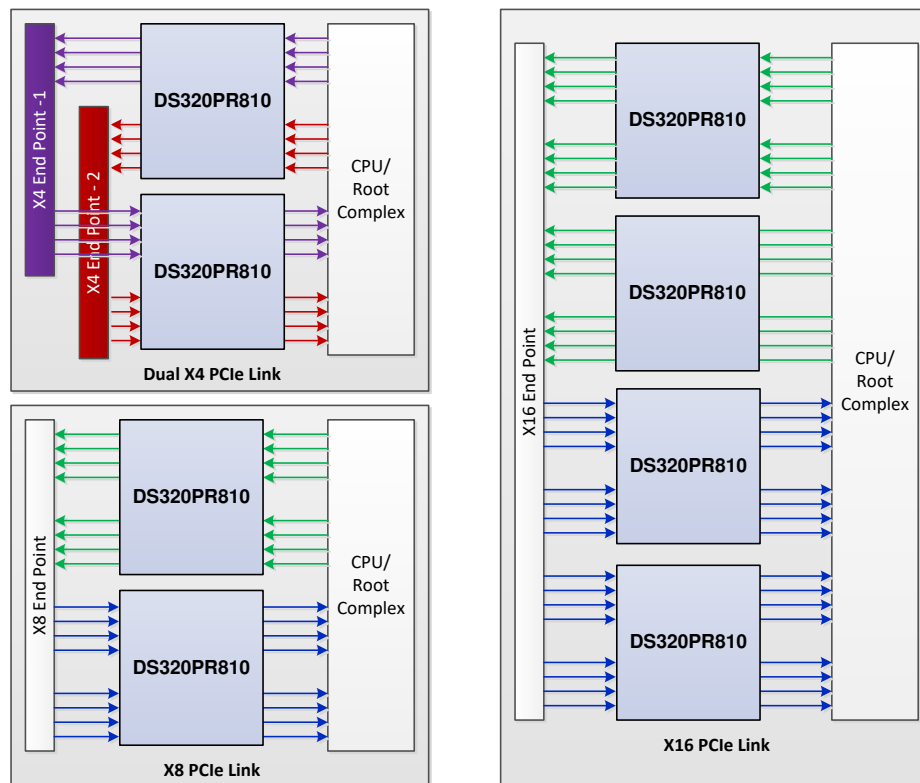 X4 End Point -1
X4 End Point - 2
DS320PR810
DS320PR810
CPU/
Root
Complex
Dual X4 PCIe Link
X8 End Point
DS320PR810
DS320PR810
CPU/
Root
Complex
X8 PCIe Link
X16 End Point
DS320PR810
DS320PR810
DS320PR810
DS320PR810
CPU/
Root
Complex
X16 PCIe Link